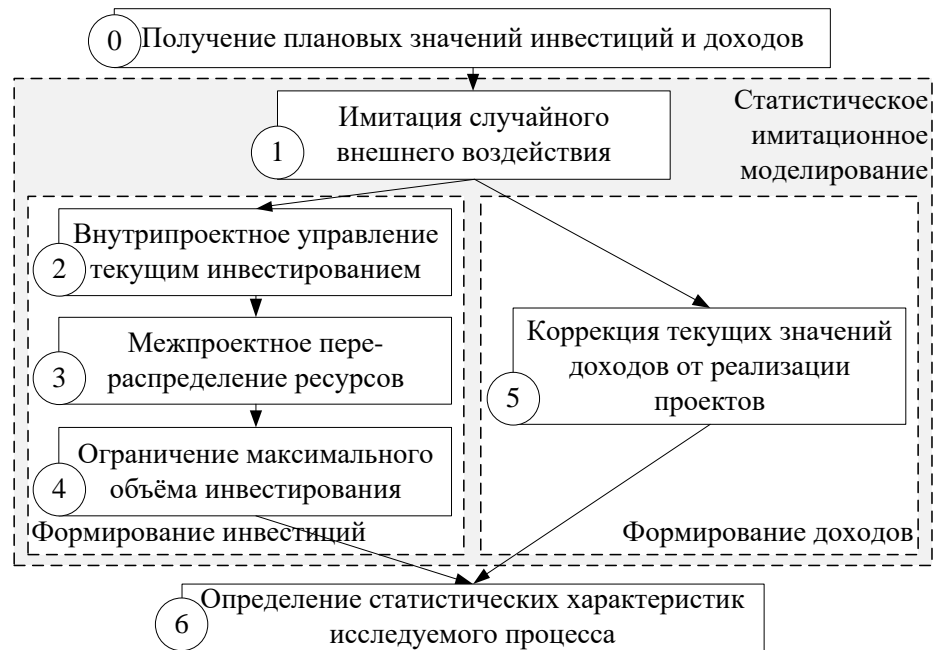 0
Получение плановых значений инвестиций и доходов
Статистическое
имитационное
моделирование
1
Имитация случайного
внешнего воздействия
2
Внутрипроектное управление
текущим инвестированием
3
Межпроектное пере-
распределение ресурсов
4
Ограничение максимального
объёма инвестирования
Формирование инвестиций
5
Коррекция текущих значений
доходов от реализации
проектов
Формирование доходов
6
Определение статистических характеристик
исследуемого процесса